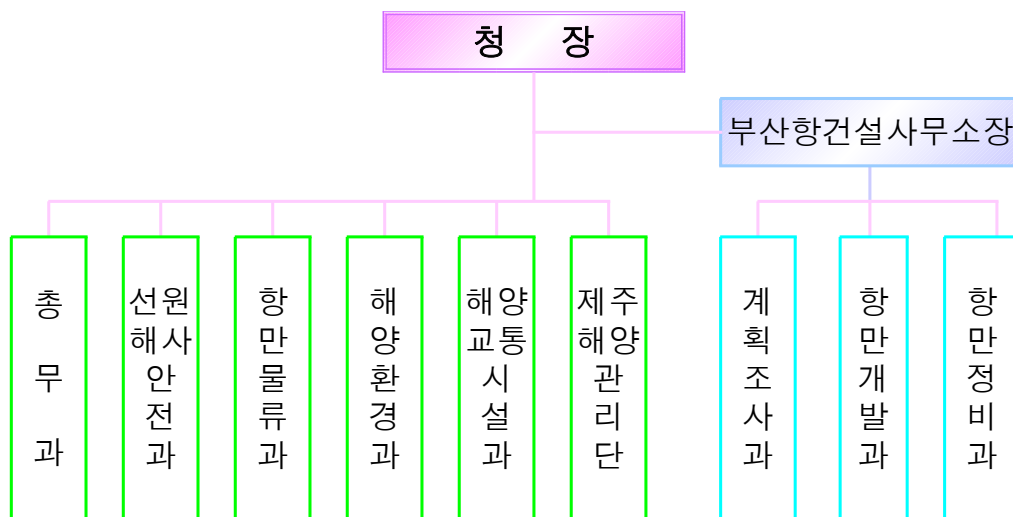 청 장
부산항건설사무소장
총무과
선원해사안전과
항만물류과
해양환경과
해양교통시설과
제주해양관리단
계획조사과
항만개발과
항만정비과